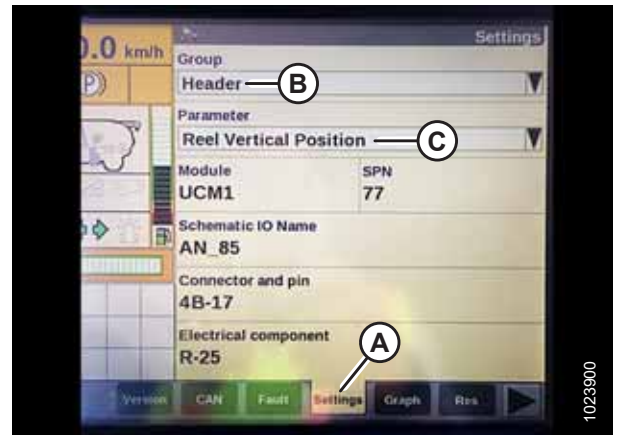 0.0 km/h
(P)
Settings
Group
Header
B
Parameter
Reel Vertical Position
C
Module
UCM1
SPN
77
Schematic IO Name
AN_85
Connector and pin
4B-17
Electrical component
R-25
A
Version
CAN
Fault
Settings
Graph
Res
1023900